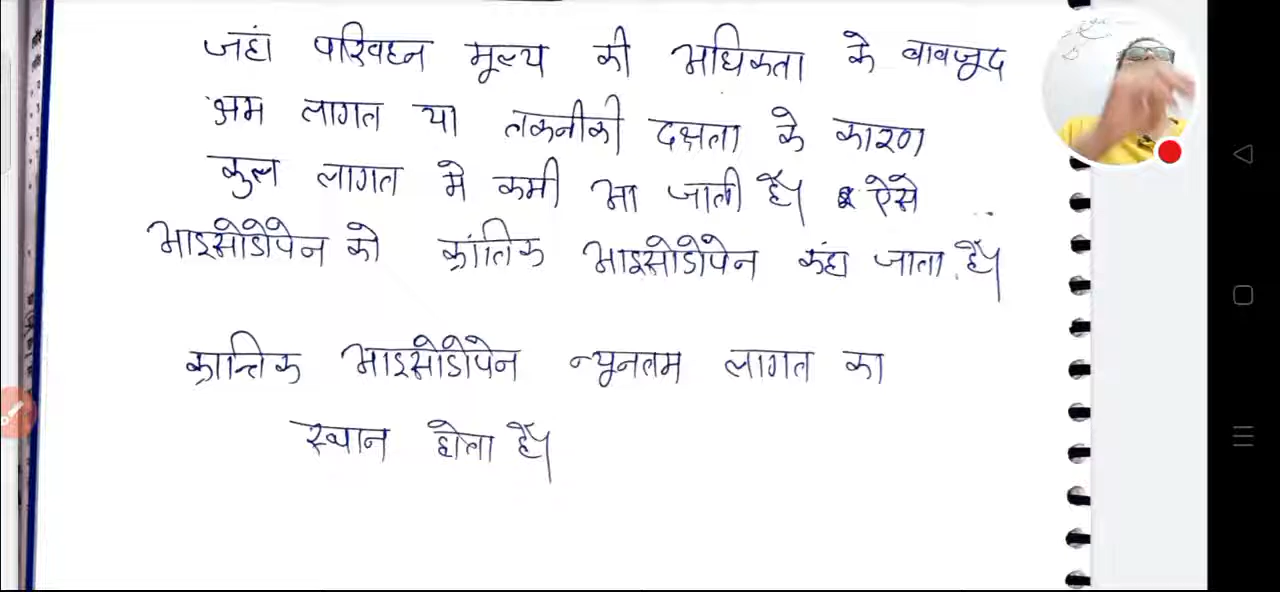 जहां परिवहन मूल्य की अधिकता के बावजूद
श्रम लागत या तकनीकी दक्षता के कारण
कुल लागत मे कमी आ जाती हैं। ऐसे
आइसोडोपेन को क्रांतिक आइसोडोपेन कहा जाता हैं।
क्रान्तिक आइसोडोपेन न्यूनतम लागत का
स्थान होता हैं।